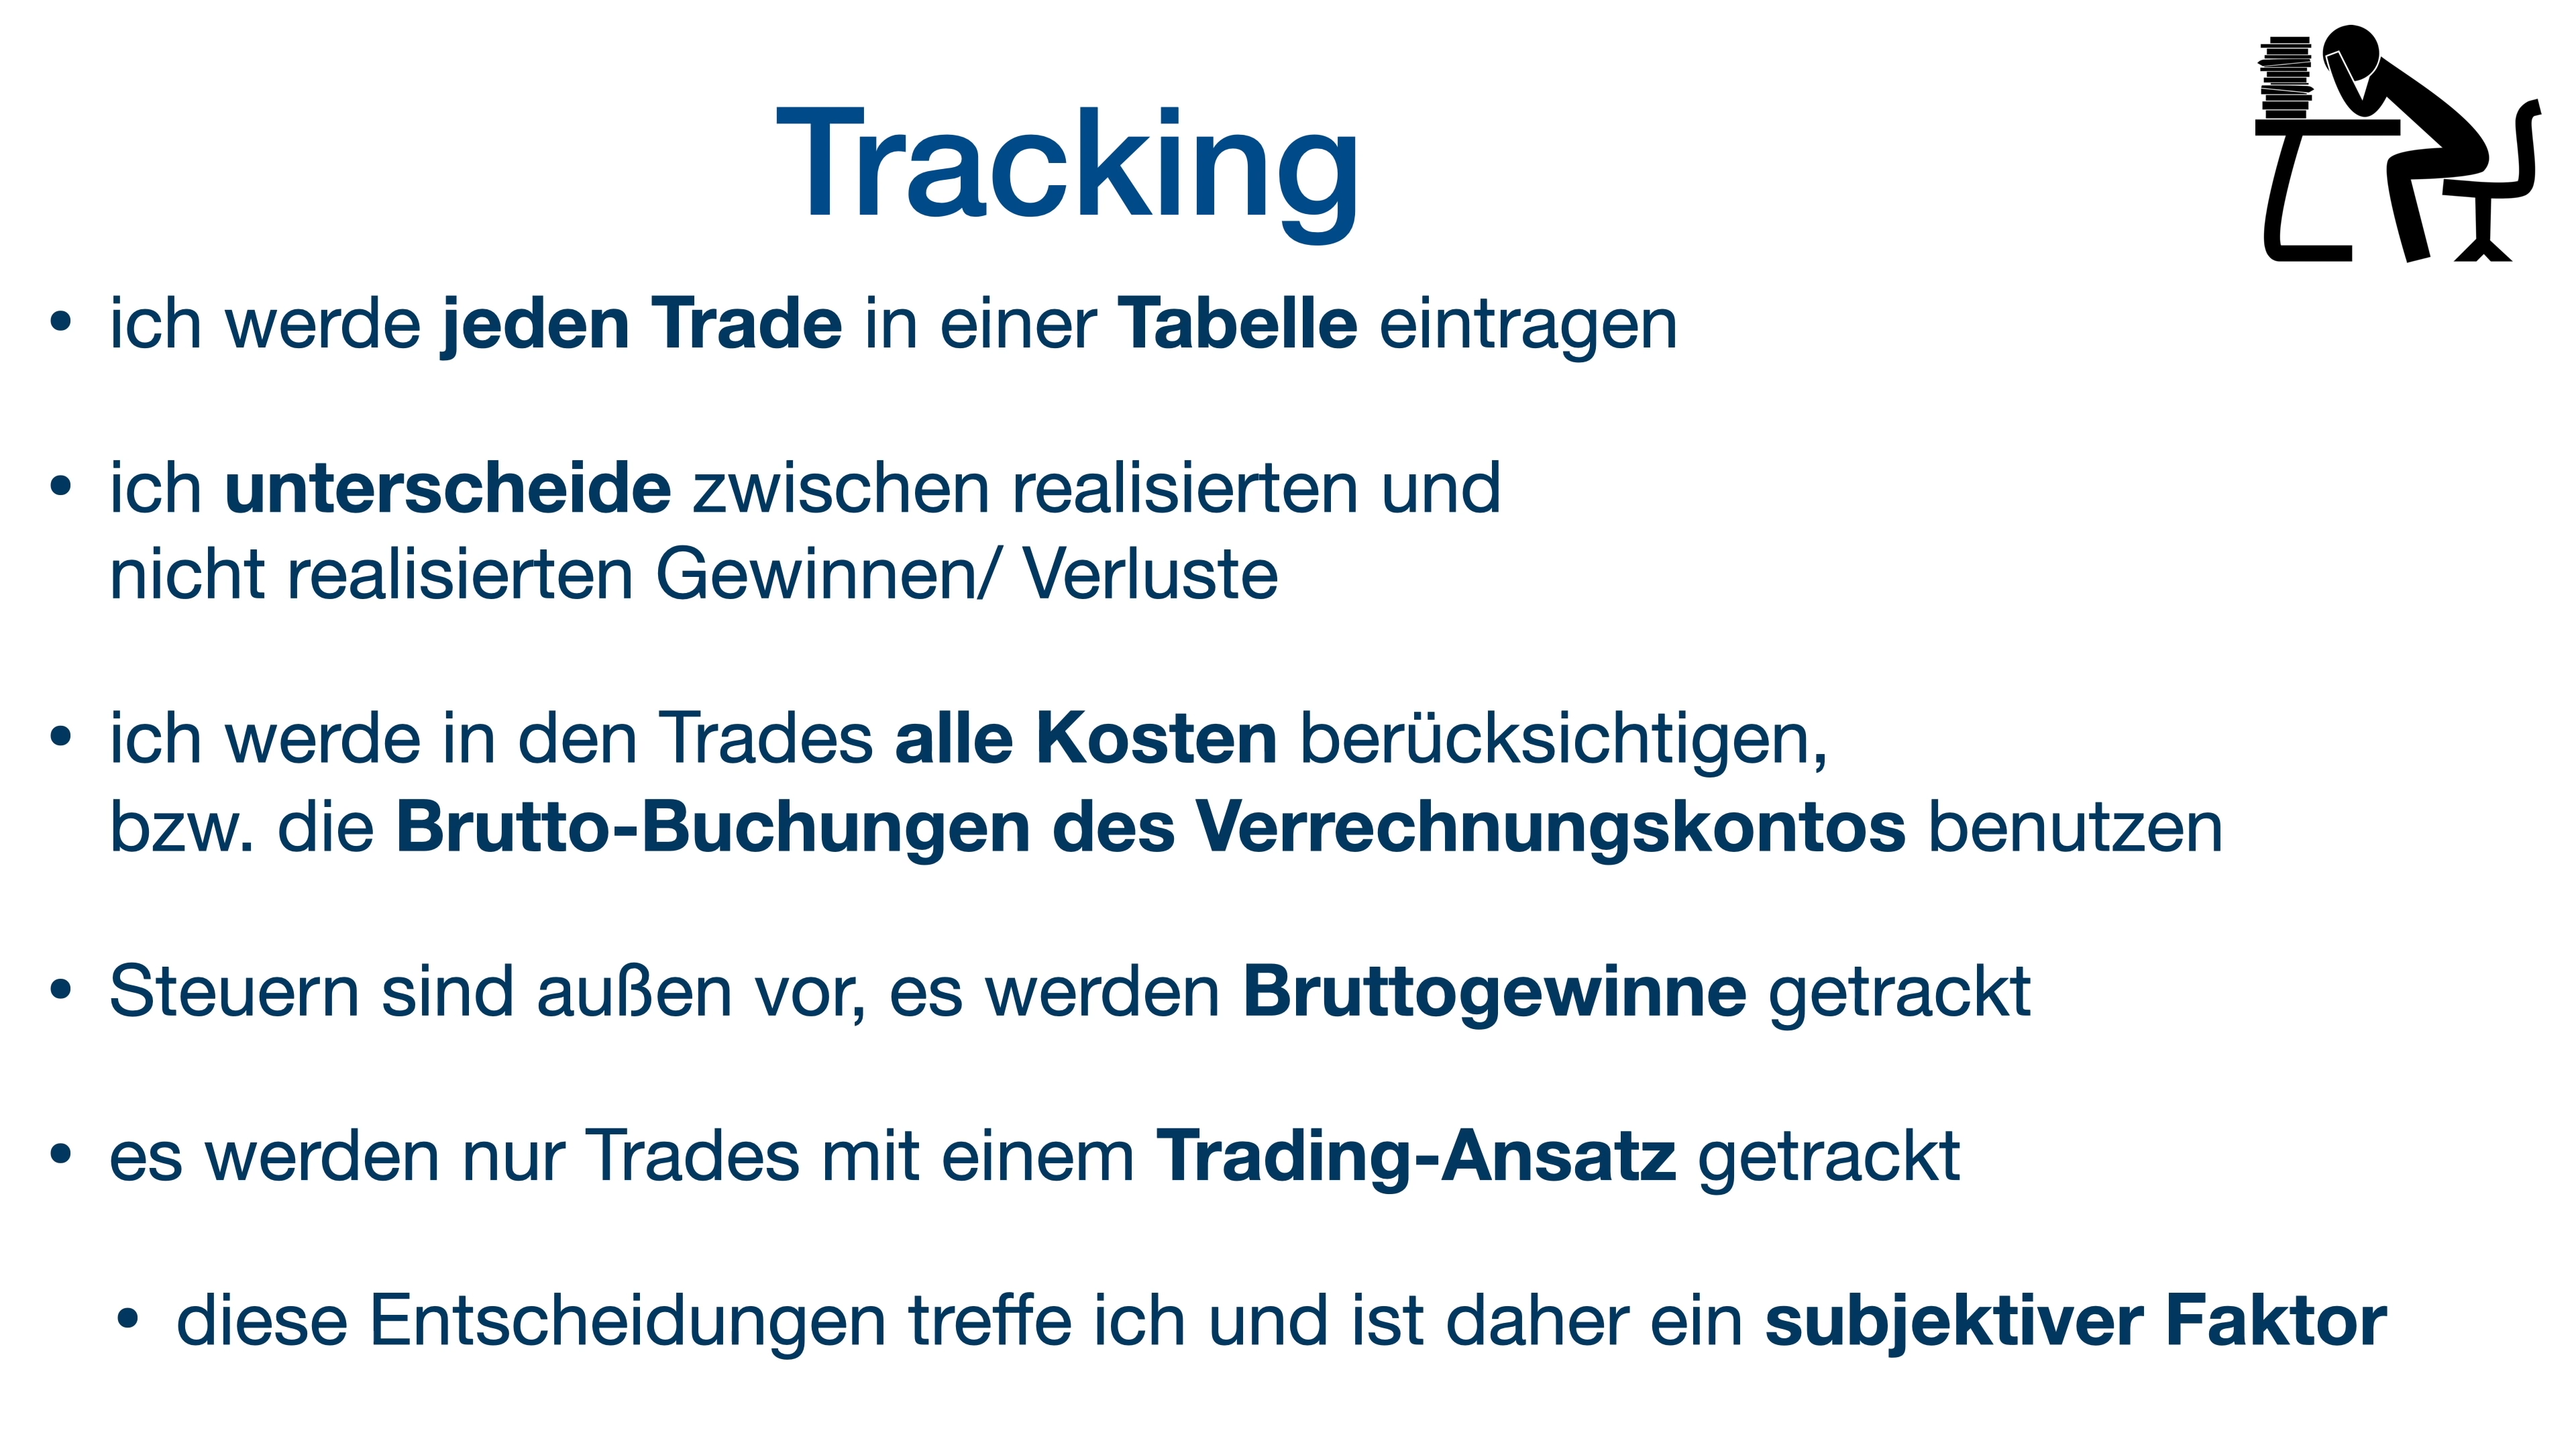 Tracking
• ich werde jeden Trade in einer Tabelle eintragen
• ich unterscheide zwischen realisierten und
nicht realisierten Gewinnen/ Verluste
• ich werde in den Trades alle Kosten berücksichtigen,
bzw. die Brutto-Buchungen des Verrechnungskontos benutzen
• Steuern sind außen vor, es werden Bruttogewinne getrackt
• es werden nur Trades mit einem Trading-Ansatz getrackt
• diese Entscheidungen treffe ich und ist daher ein subjektiver Faktor